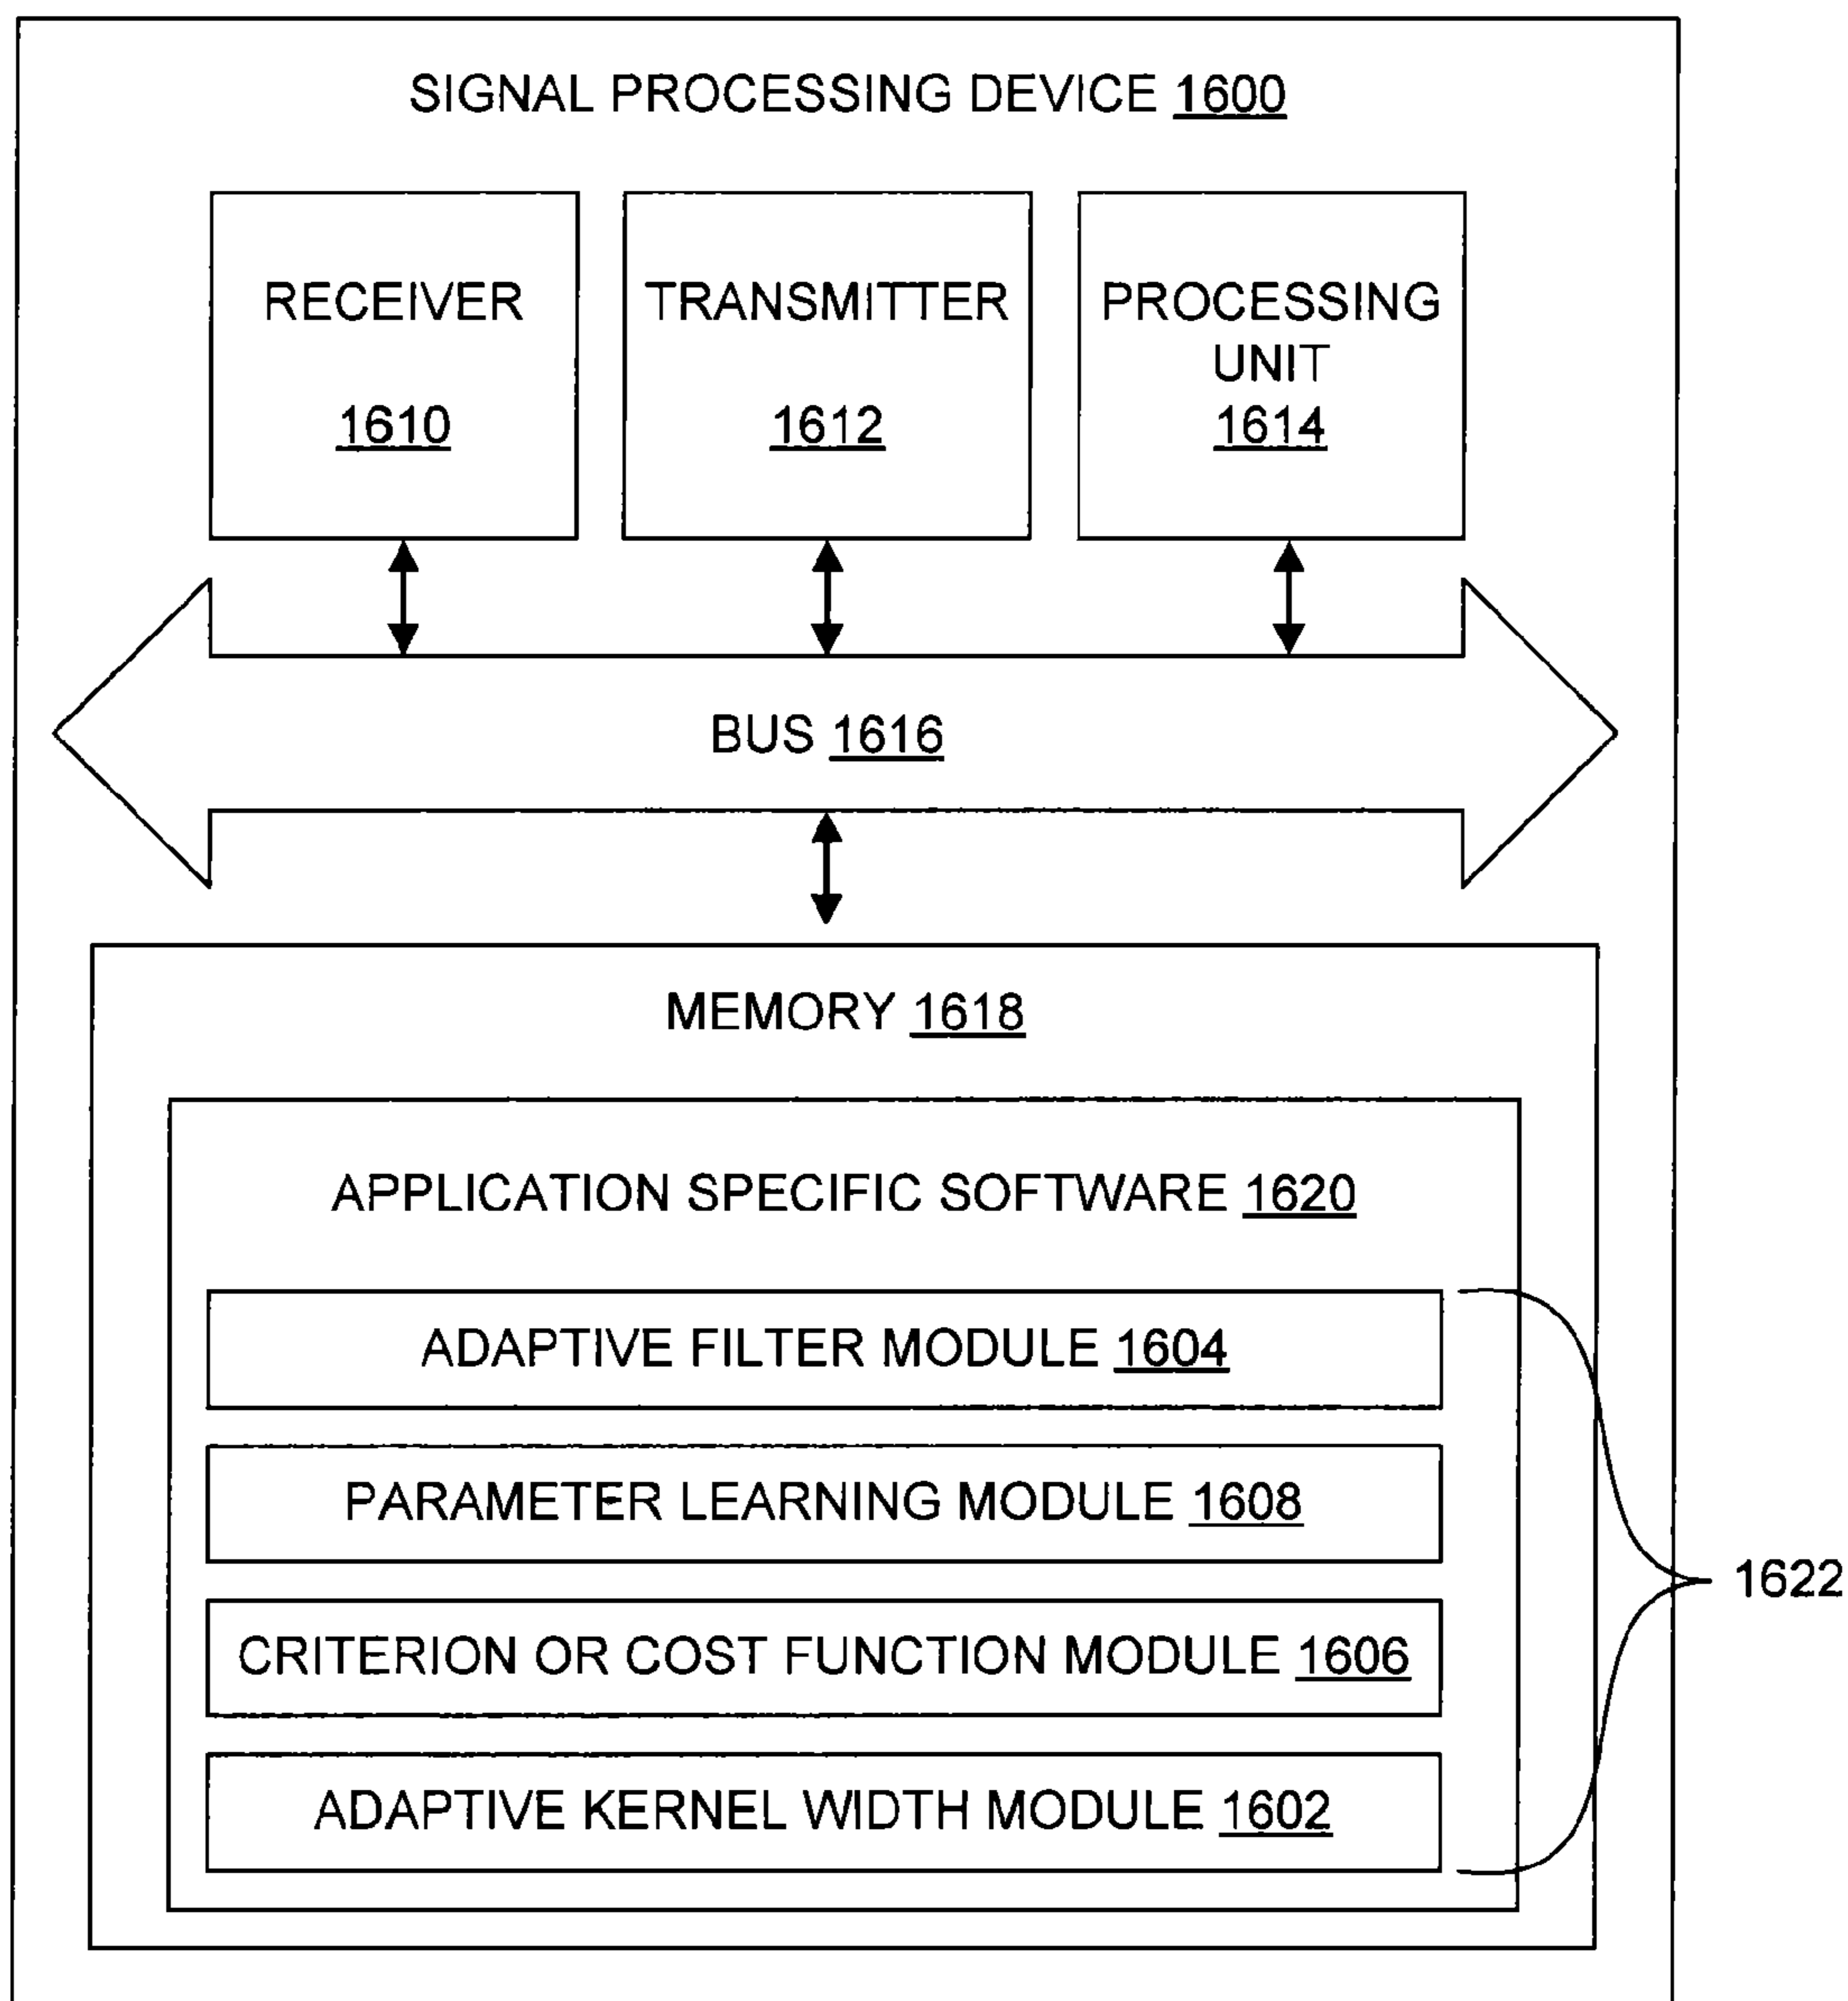 SIGNAL PROCESSING DEVICE 1600
RECEIVER
1610
TRANSMITTER
1612
PROCESSING
UNIT
1614
BUS 1616
MEMORY 1618
APPLICATION SPECIFIC SOFTWARE 1620
ADAPTIVE FILTER MODULE 1604
PARAMETER LEARNING MODULE 1608
CRITERION OR COST FUNCTION MODULE 1606
ADAPTIVE KERNEL WIDTH MODULE 1602
1622